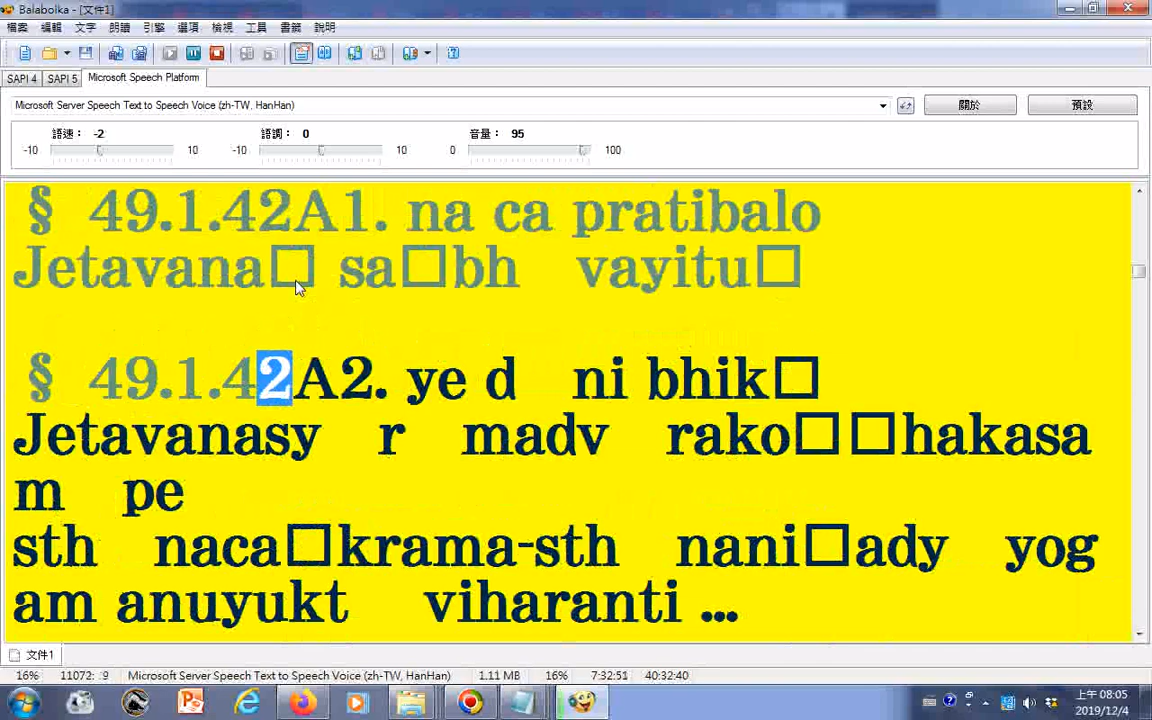 Balabolka - [文件1]
檔案 編輯 文字 朗讀 引擎 選項 檢視 工具 書籤 說明
SAPI 4 SAPI 5 Microsoft Speech Platform
Microsoft Server Speech Text to Speech Voice (zh-TW, HanHan) 關於 預設
語速： -2 語調： 0 音量： 95
-10 10 -10 10 0 100
§ 49.1.42A1. na ca pratibalo
Jetavana□ sa□bh vayitu□
§ 49.1.42A2. ye d ni bhik□
Jetavanasy r madv rako□□hakasa
m pe
sth naca□krama-sth nani□ady yog
am anuyukt viharanti ...
文件1
16% Microsoft Server Speech Text to Speech Voice (zh-TW, HanHan) 1.11 MB 16% 7:32:51 40:32:40
上午 08:05
2019/12/4